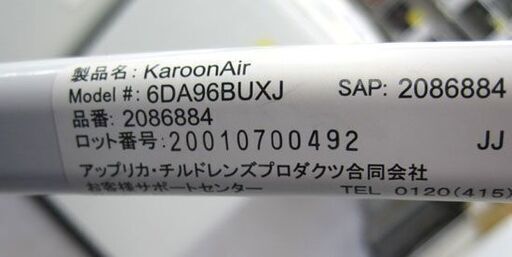 製品名: KaroonAir
Model #: 6DA96BUXJ SAP: 2086884
品番: 2086884
ロット番号: 20010700492 JJ
アップリカ・チルドレンズプロダクツ合同会社
お客様サポートセンター TEL 0120(415)